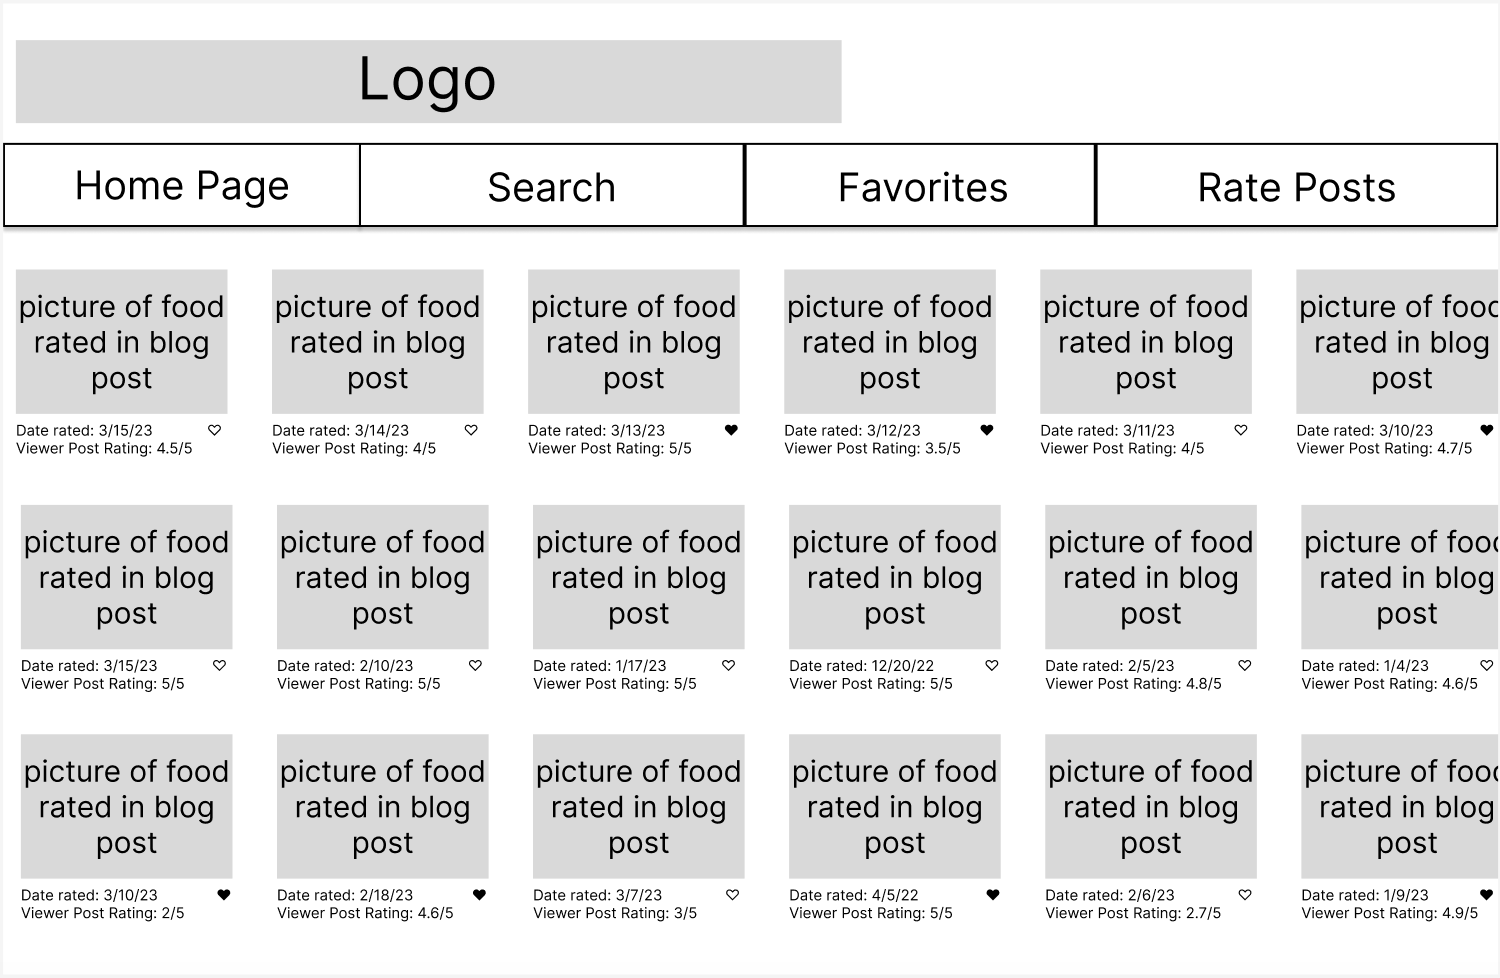 Logo
Home Page Search Favorites Rate Posts
picture of food picture of food picture of food picture of food picture of food picture of food
rated in blog rated in blog rated in blog rated in blog rated in blog rated in blog
post post post post post post
Date rated: 3/15/23 ♡ Date rated: 3/14/23 ♡ Date rated: 3/13/23 ♥ Date rated: 3/12/23 ♥ Date rated: 3/11/23 ♡ Date rated: 3/10/23 ♥
Viewer Post Rating: 4.5/5 Viewer Post Rating: 4/5 Viewer Post Rating: 5/5 Viewer Post Rating: 3.5/5 Viewer Post Rating: 4/5 Viewer Post Rating: 4.7/5
picture of food picture of food picture of food picture of food picture of food picture of food
rated in blog rated in blog rated in blog rated in blog rated in blog rated in blog
post post post post post post
Date rated: 3/15/23 ♡ Date rated: 2/10/23 ♡ Date rated: 1/17/23 ♡ Date rated: 12/20/22 ♡ Date rated: 2/5/23 ♡ Date rated: 1/4/23 ♡
Viewer Post Rating: 5/5 Viewer Post Rating: 5/5 Viewer Post Rating: 5/5 Viewer Post Rating: 5/5 Viewer Post Rating: 4.8/5 Viewer Post Rating: 4.6/5
picture of food picture of food picture of food picture of food picture of food picture of food
rated in blog rated in blog rated in blog rated in blog rated in blog rated in blog
post post post post post post
Date rated: 3/10/23 ♥ Date rated: 2/18/23 ♥ Date rated: 3/7/23 ♡ Date rated: 4/5/22 ♥ Date rated: 2/6/23 ♡ Date rated: 1/9/23 ♥
Viewer Post Rating: 2/5 Viewer Post Rating: 4.6/5 Viewer Post Rating: 3/5 Viewer Post Rating: 5/5 Viewer Post Rating: 2.7/5 Viewer Post Rating: 4.9/5